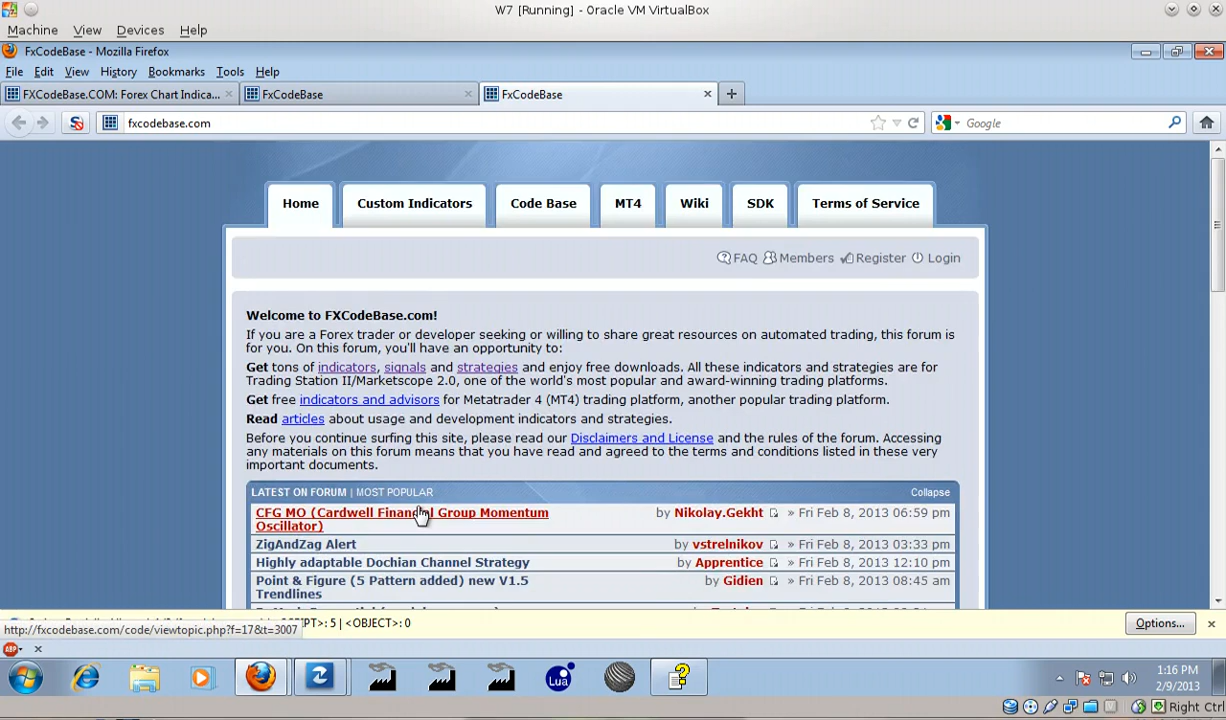 W7 [Running] - Oracle VM VirtualBox
Machine View Devices Help
FxCodeBase - Mozilla Firefox
File Edit View History Bookmarks Tools Help
FXCodeBase.COM: Forex Chart Indica... FxCodeBase FxCodeBase
fxcodebase.com Google
Home Custom Indicators Code Base MT4 Wiki SDK Terms of Service
FAQ Members Register Login
Welcome to FXCodeBase.com!
If you are a Forex trader or developer seeking or willing to share great resources on automated trading, this forum is
for you. On this forum, you'll have an opportunity to:
Get tons of indicators, signals and strategies and enjoy free downloads. All these indicators and strategies are for
Trading Station II/Marketscope 2.0, one of the world's most popular and award-winning trading platforms.
Get free indicators and advisors for Metatrader 4 (MT4) trading platform, another popular trading platform.
Read articles about usage and development indicators and strategies.
Before you continue surfing this site, please read our Disclaimers and License and the rules of the forum. Accessing
any materials on this forum means that you have read and agreed to the terms and conditions listed in these very
important documents.
LATEST ON FORUM | MOST POPULAR Collapse
CFG MO (Cardwell Financial Group Momentum by Nikolay.Gekht » Fri Feb 8, 2013 06:59 pm
Oscillator)
ZigAndZag Alert by vstrelnikov » Fri Feb 8, 2013 03:33 pm
Highly adaptable Dochian Channel Strategy by Apprentice » Fri Feb 8, 2013 12:10 pm
Point & Figure (5 Pattern added) new V1.5 by Gidien » Fri Feb 8, 2013 08:45 am
Trendlines
: 5 | <OBJECT>: 0 Options...
http://fxcodebase.com/code/viewtopic.php?f=17&t=3007
ABP
Lua
1:16 PM
2/9/2013
Right Ctrl